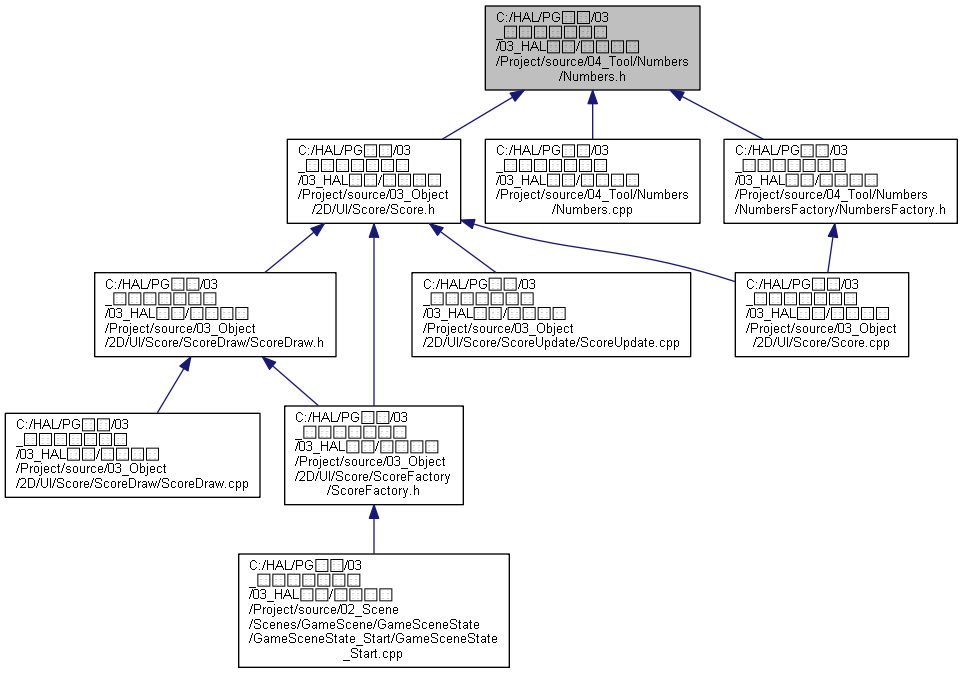 C:/HAL/PG□□/03
_□□□□□□□
/03_HAL□□/□□□□
/Project/source/04_Tool/Numbers
/Numbers.h
C:/HAL/PG□□/03
_□□□□□□□
/03_HAL□□/□□□□
/Project/source/03_Object
/2D/UI/Score/Score.h
C:/HAL/PG□□/03
_□□□□□□□
/03_HAL□□/□□□□
/Project/source/04_Tool/Numbers
/Numbers.cpp
C:/HAL/PG□□/03
_□□□□□□□
/03_HAL□□/□□□□
/Project/source/04_Tool/Numbers
/NumbersFactory/NumbersFactory.h
C:/HAL/PG□□/03
_□□□□□□□
/03_HAL□□/□□□□
/Project/source/03_Object
/2D/UI/Score/ScoreDraw/ScoreDraw.h
C:/HAL/PG□□/03
_□□□□□□□
/03_HAL□□/□□□□
/Project/source/03_Object
/2D/UI/Score/ScoreUpdate/ScoreUpdate.cpp
C:/HAL/PG□□/03
_□□□□□□□
/03_HAL□□/□□□□
/Project/source/03_Object
/2D/UI/Score/Score.cpp
C:/HAL/PG□□/03
_□□□□□□□
/03_HAL□□/□□□□
/Project/source/03_Object
/2D/UI/Score/ScoreDraw/ScoreDraw.cpp
C:/HAL/PG□□/03
_□□□□□□□
/03_HAL□□/□□□□
/Project/source/03_Object
/2D/UI/Score/ScoreFactory
/ScoreFactory.h
C:/HAL/PG□□/03
_□□□□□□□
/03_HAL□□/□□□□
/Project/source/02_Scene
/Scenes/GameScene/GameSceneState
/GameSceneState_Start/GameSceneState
_Start.cpp